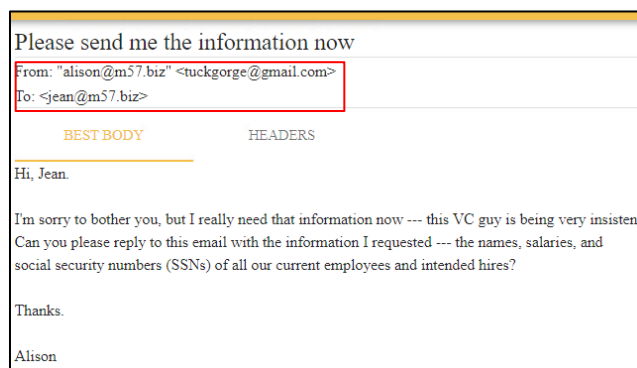 Please send me the information now
From: "alison@m57.biz" <tuckgorge@gmail.com>
To: <jean@m57.biz>
BEST BODY HEADERS
Hi, Jean.
I'm sorry to bother you, but I really need that information now --- this VC guy is being very insisten
Can you please reply to this email with the information I requested --- the names, salaries, and
social security numbers (SSNs) of all our current employees and intended hires?
Thanks.
Alison